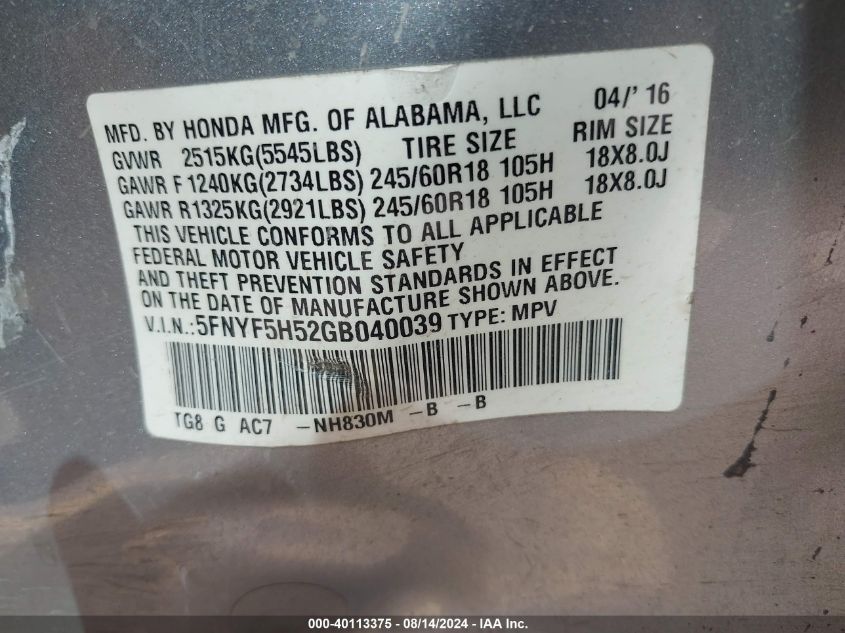 MFD. BY HONDA MFG. OF ALABAMA, LLC 04/' 16
GVWR 2515KG(5545LBS) TIRE SIZE RIM SIZE
GAWR F 1240KG(2734LBS) 245/60R18 105H 18X8.0J
GAWR R1325KG(2921LBS) 245/60R18 105H 18X8.0J
THIS VEHICLE CONFORMS TO ALL APPLICABLE
FEDERAL MOTOR VEHICLE SAFETY
AND THEFT PREVENTION STANDARDS IN EFFECT
ON THE DATE OF MANUFACTURE SHOWN ABOVE.
V.I.N.:5FNYF5H52GB040039 TYPE: MPV
TG8 G AC7 -NH830M -B -B
000-40113375 - 08/14/2024 - IAA Inc.